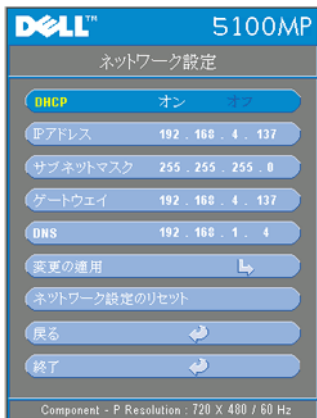 DELL™ 5100MP
ネットワーク設定
DHCP オン オフ
IPアドレス 192 . 168 . 4 . 137
サブネットマスク 255 . 255 . 255 . 0
ゲートウェイ 192 . 168 . 4 . 137
DNS 192 . 168 . 1 . 4
変更の適用
ネットワーク設定のリセット
戻る
終了
Component - P Resolution : 720 X 480 / 60 Hz